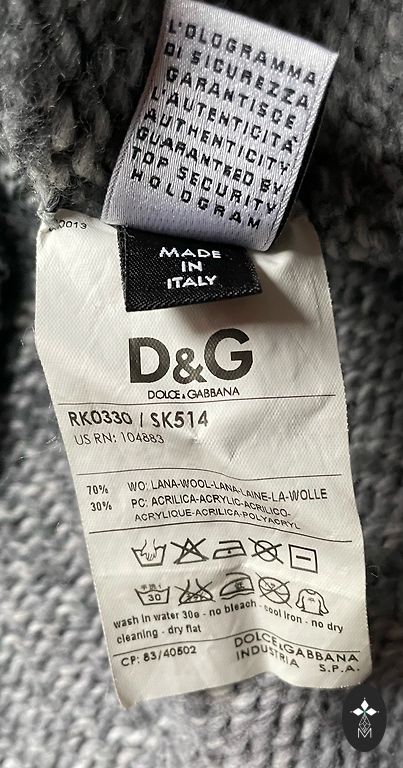 L'OLOGRAMMA
DI SICUREZZA
GARANTISCE
L'AUTENTICITÀ
AUTHENTICITY
GUARANTEED BY
TOP SECURITY
HOLOGRAM
0013
MADE
IN
ITALY
D&G
DOLCE & GABBANA
RK0330 / SK514
US RN: 104883
70% WO: LANA-WOOL-LANA-LAINE-LA-WOLLE
30% PC: ACRILICA-ACRYLIC-ACRILICO-
ACRYLIQUE-ACRILICA-POLYACRYL
30
wash in water 30° - no bleach - cool iron - no dry
cleaning - dry flat
CP: 83/40502
DOLCE&GABBANA
INDUSTRIA S.P.A.
M